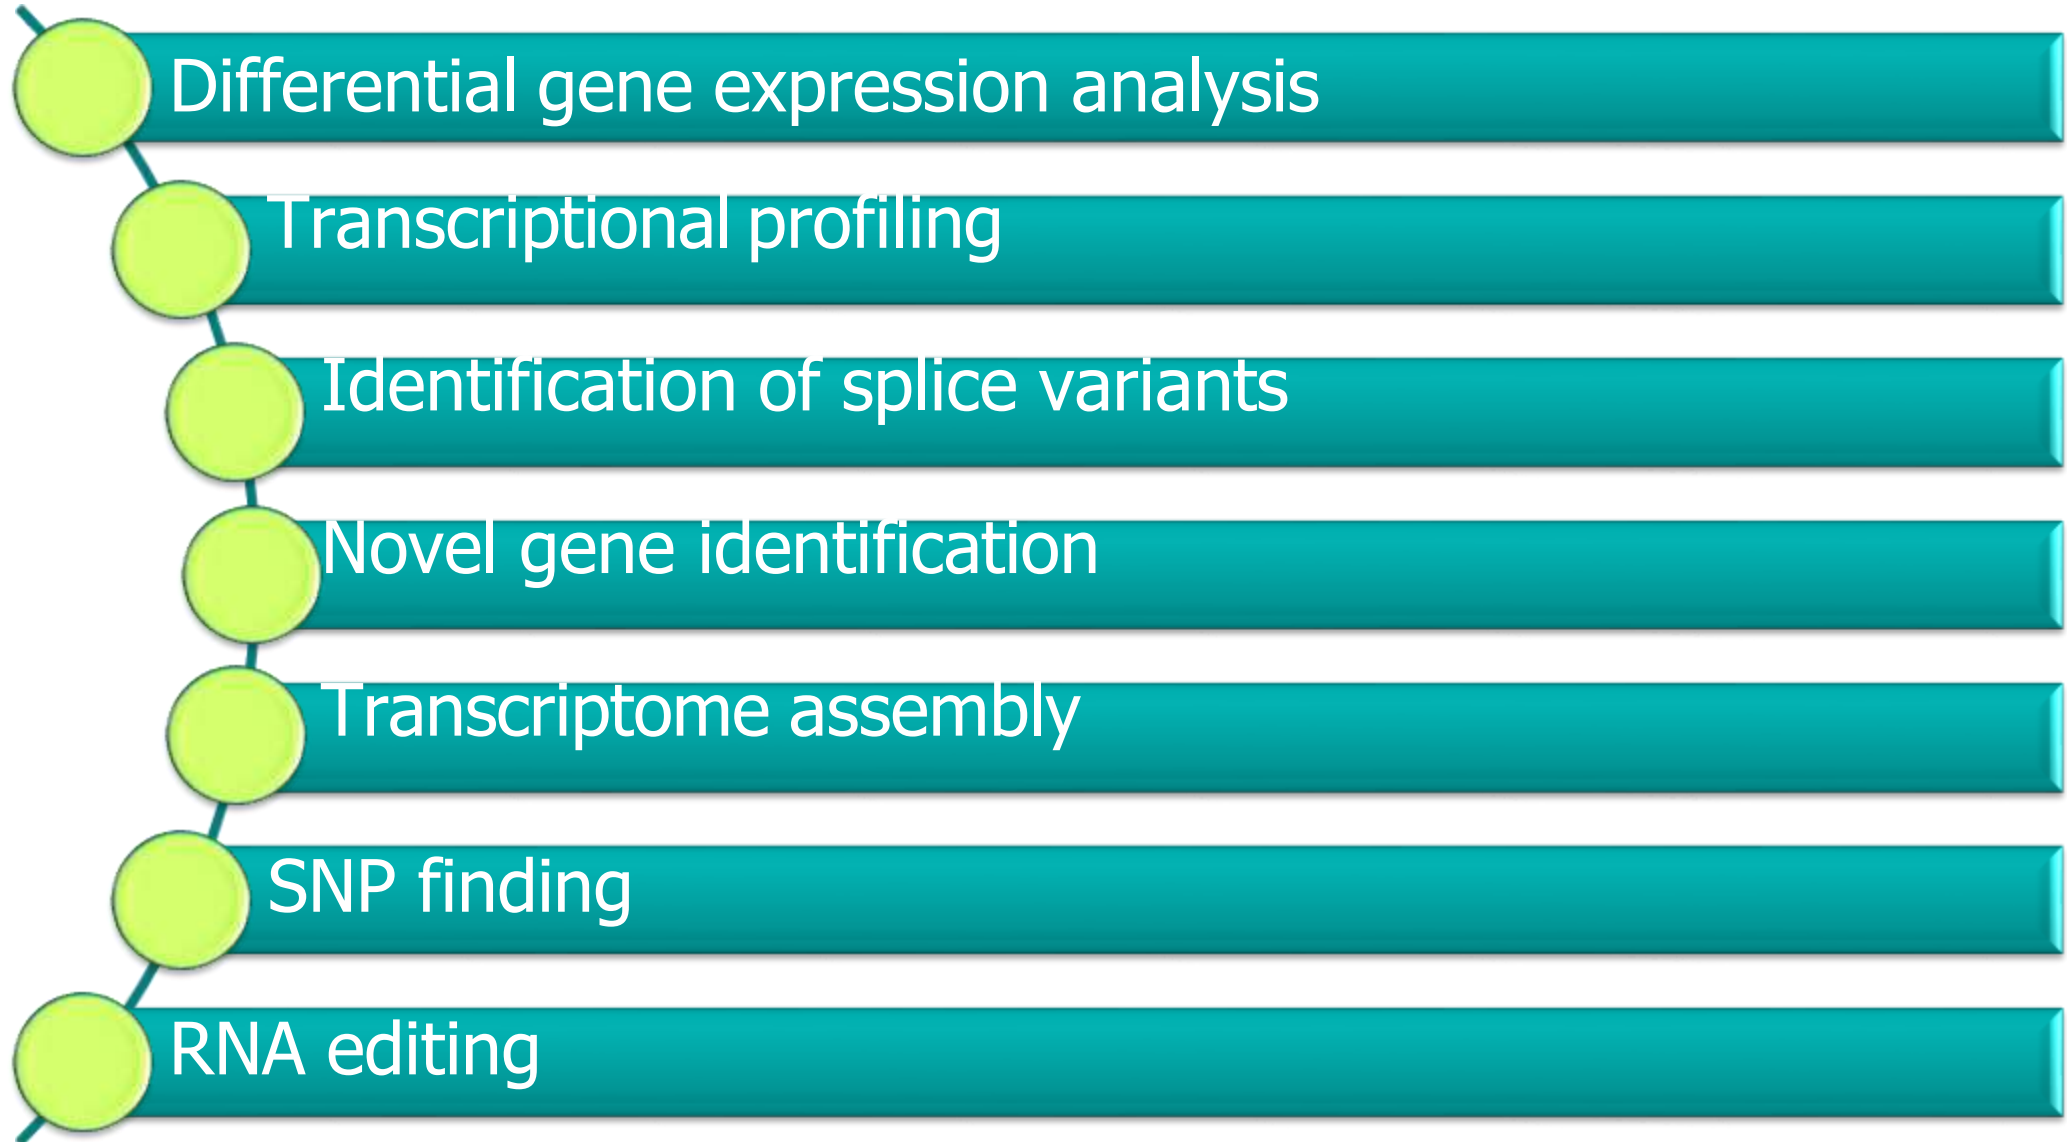 Differential gene expression analysis
Transcriptional profiling
Identification of splice variants
Novel gene identification
Transcriptome assembly
SNP finding
RNA editing